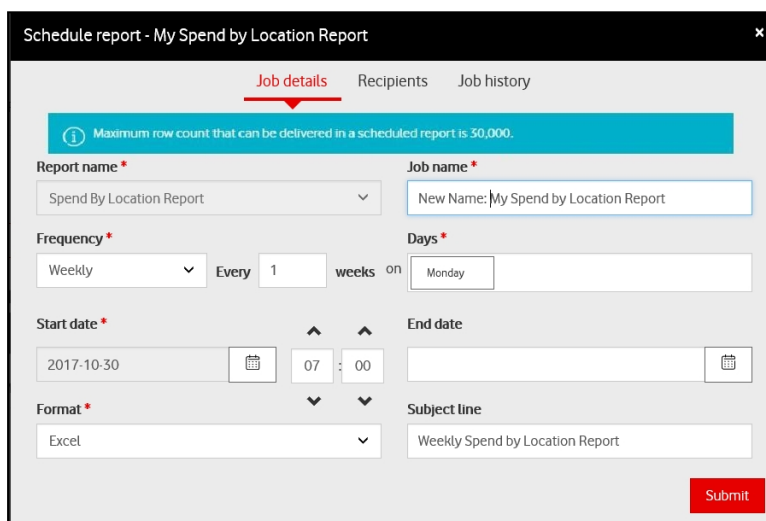 Schedule report - My Spend by Location Report ×
Job details Recipients Job history
Maximum row count that can be delivered in a scheduled report is 30,000.
Report name * Job name *
Spend By Location Report New Name: My Spend by Location Report
Frequency * Days *
Weekly Every 1 weeks on Monday
Start date * End date
2017-10-30 07 : 00
Format * Subject line
Excel Weekly Spend by Location Report
Submit